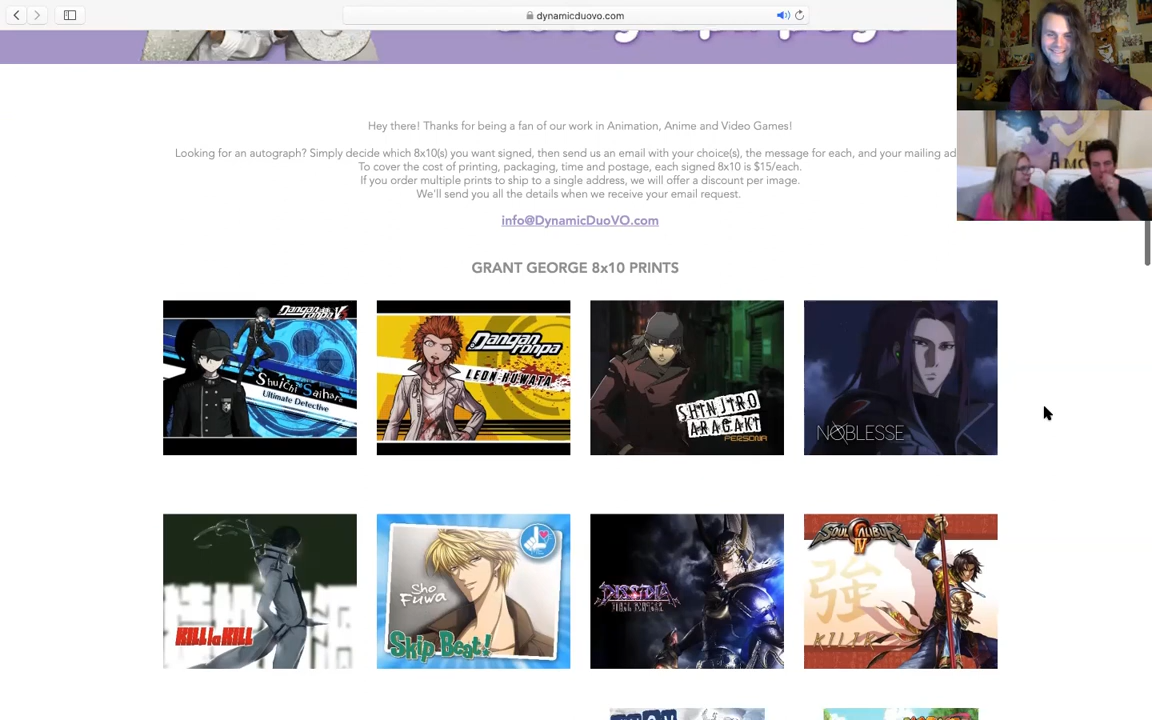 dynamicduovo.com
Hey there! Thanks for being a fan of our work in Animation, Anime and Video Games!
Looking for an autograph? Simply decide which 8x10(s) you want signed, then send us an email with your choice(s), the message for each, and your mailing ad
To cover the cost of printing, packaging, time and postage, each signed 8x10 is $15/each.
If you order multiple prints to ship to a single address, we will offer a discount per image.
We'll send you all the details when we receive your email request.
info@DynamicDuoVO.com
GRANT GEORGE 8x10 PRINTS
DanganRonpa V3
Shuichi Saihara
Ultimate Detective
DanganRonpa
LEON KUWATA
SHINJIRO
ARAGAKI
PERSONA
NOBLESSE
KILL la KILL
Sho
Fuwa
Skip Beat!
DISSIDIA
FINAL FANTASY
SOULCALIBUR
IV
強
KILIK